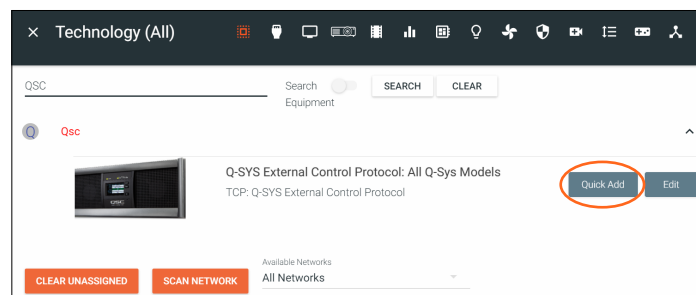 × Technology (All)
QSC
Search
Equipment
SEARCH
CLEAR
Q
Qsc
QSC
Q-SYS External Control Protocol: All Q-Sys Models
TCP: Q-SYS External Control Protocol
Quick Add
Edit
Available Networks
CLEAR UNASSIGNED
SCAN NETWORK
All Networks